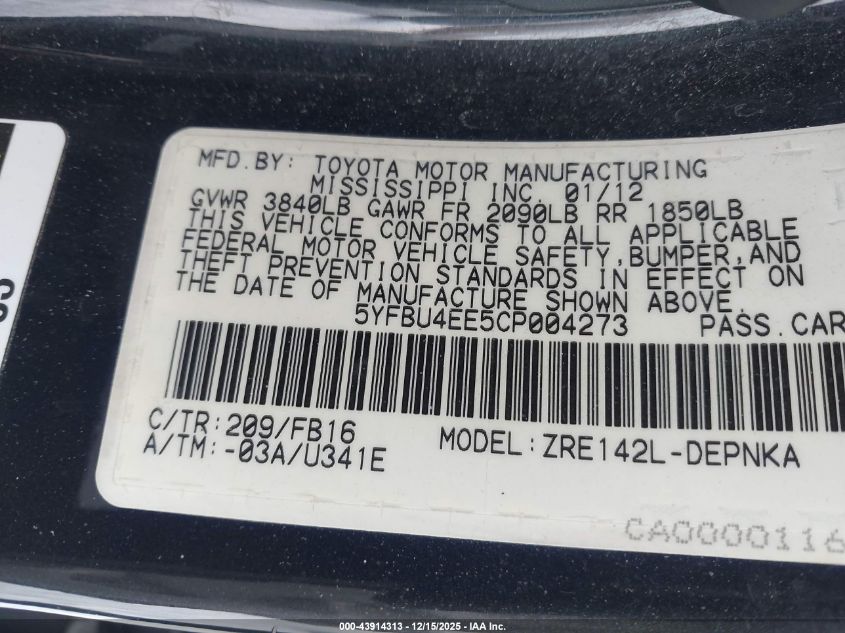 MFD.BY: TOYOTA MOTOR MANUFACTURING
MISSISSIPPI INC. 01/12
GVWR 3840LB GAWR FR 2090LB RR 1850LB
THIS VEHICLE CONFORMS TO ALL APPLICABLE
FEDERAL MOTOR VEHICLE SAFETY,BUMPER,AND
THEFT PREVENTION STANDARDS IN EFFECT ON
THE DATE OF MANUFACTURE SHOWN ABOVE.
5YFBU4EE5CP004273 PASS.CAR
C/TR:209/FB16
A/TM:-03A/U341E
MODEL:ZRE142L-DEPNKA
CA0000116
000-43914313 - 12/15/2025 - IAA Inc.